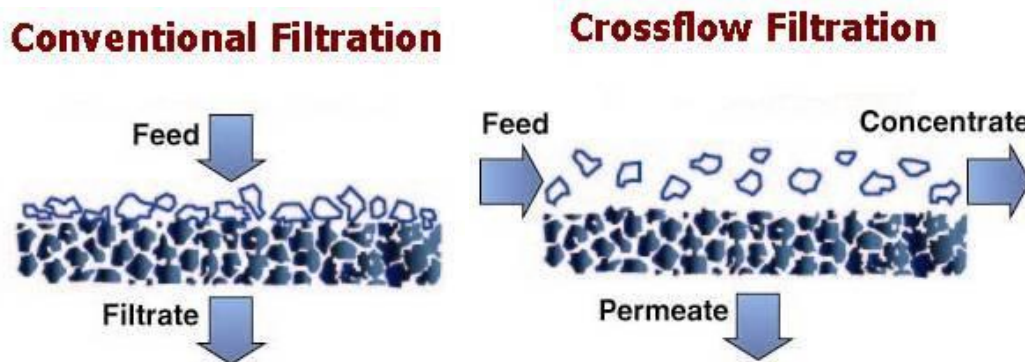 Conventional Filtration
Feed
Filtrate
Crossflow Filtration
Feed
Concentrate
Permeate